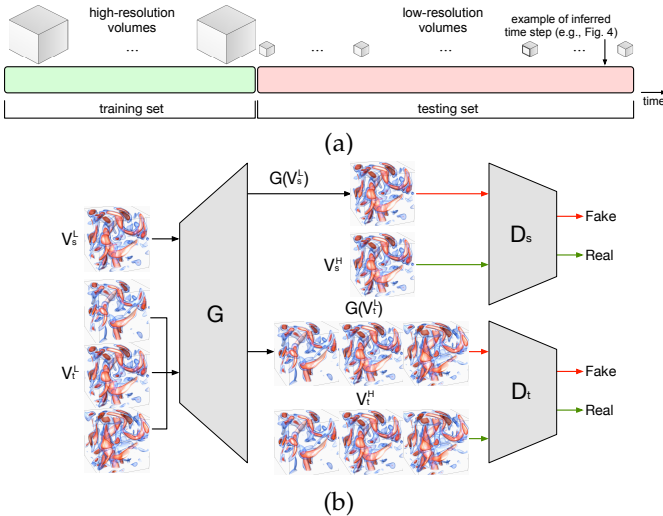 high-resolution
volumes
...
low-resolution
volumes
...
...
...
example of inferred
time step (e.g., Fig. 4)
training set
testing set
time
(a)
G(V_s^L)
V_s^L
V_s^H
D_s
Fake
Real
G
G(V_t^L)
V_t^L
V_t^H
D_t
Fake
Real
(b)